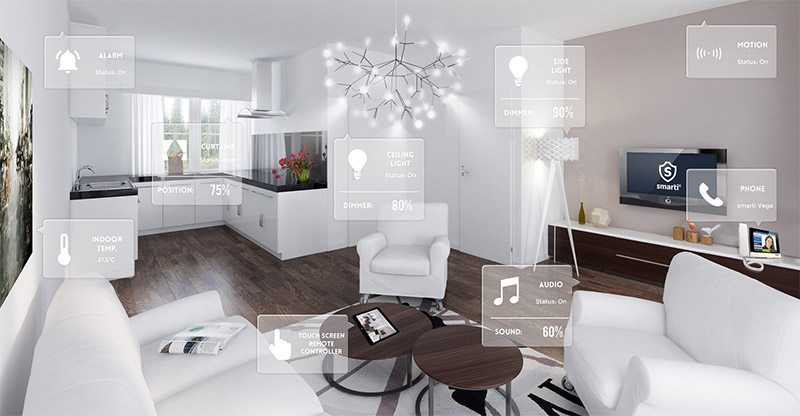 ALARM
Status: On
CURTAINS
POSITION: 75%
INDOOR
TEMP.
21.5°C
CEILING
LIGHT
Status: On
DIMMER: 80%
SIDE
LIGHT
Status: On
DIMMER: 90%
MOTION
Status: On
smarti
PHONE
smarti Vega
AUDIO
Status: On
SOUND: 60%
TOUCH SCREEN
REMOTE
CONTROLLER